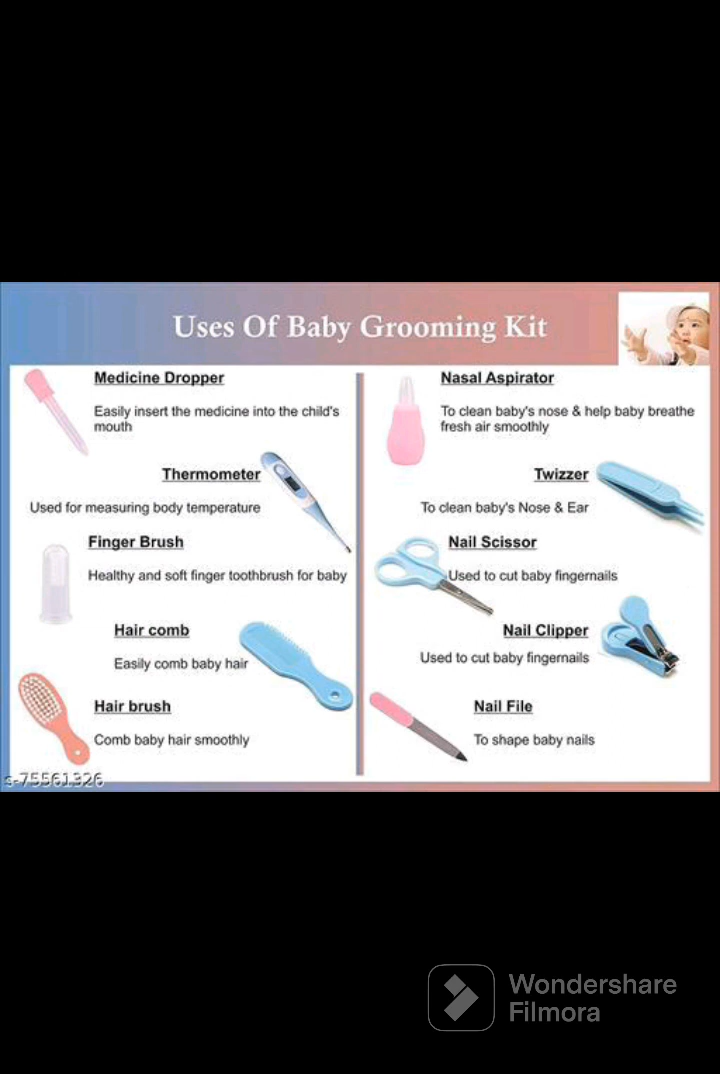 Uses Of Baby Grooming Kit
Medicine Dropper
Easily insert the medicine into the child's
mouth
Thermometer
Used for measuring body temperature
Finger Brush
Healthy and soft finger toothbrush for baby
Hair comb
Easily comb baby hair
Hair brush
Comb baby hair smoothly
Nasal Aspirator
To clean baby's nose & help baby breathe
fresh air smoothly
Twizzer
To clean baby's Nose & Ear
Nail Scissor
Used to cut baby fingernails
Nail Clipper
Used to cut baby fingernails
Nail File
To shape baby nails
s-75561326
Wondershare
Filmora